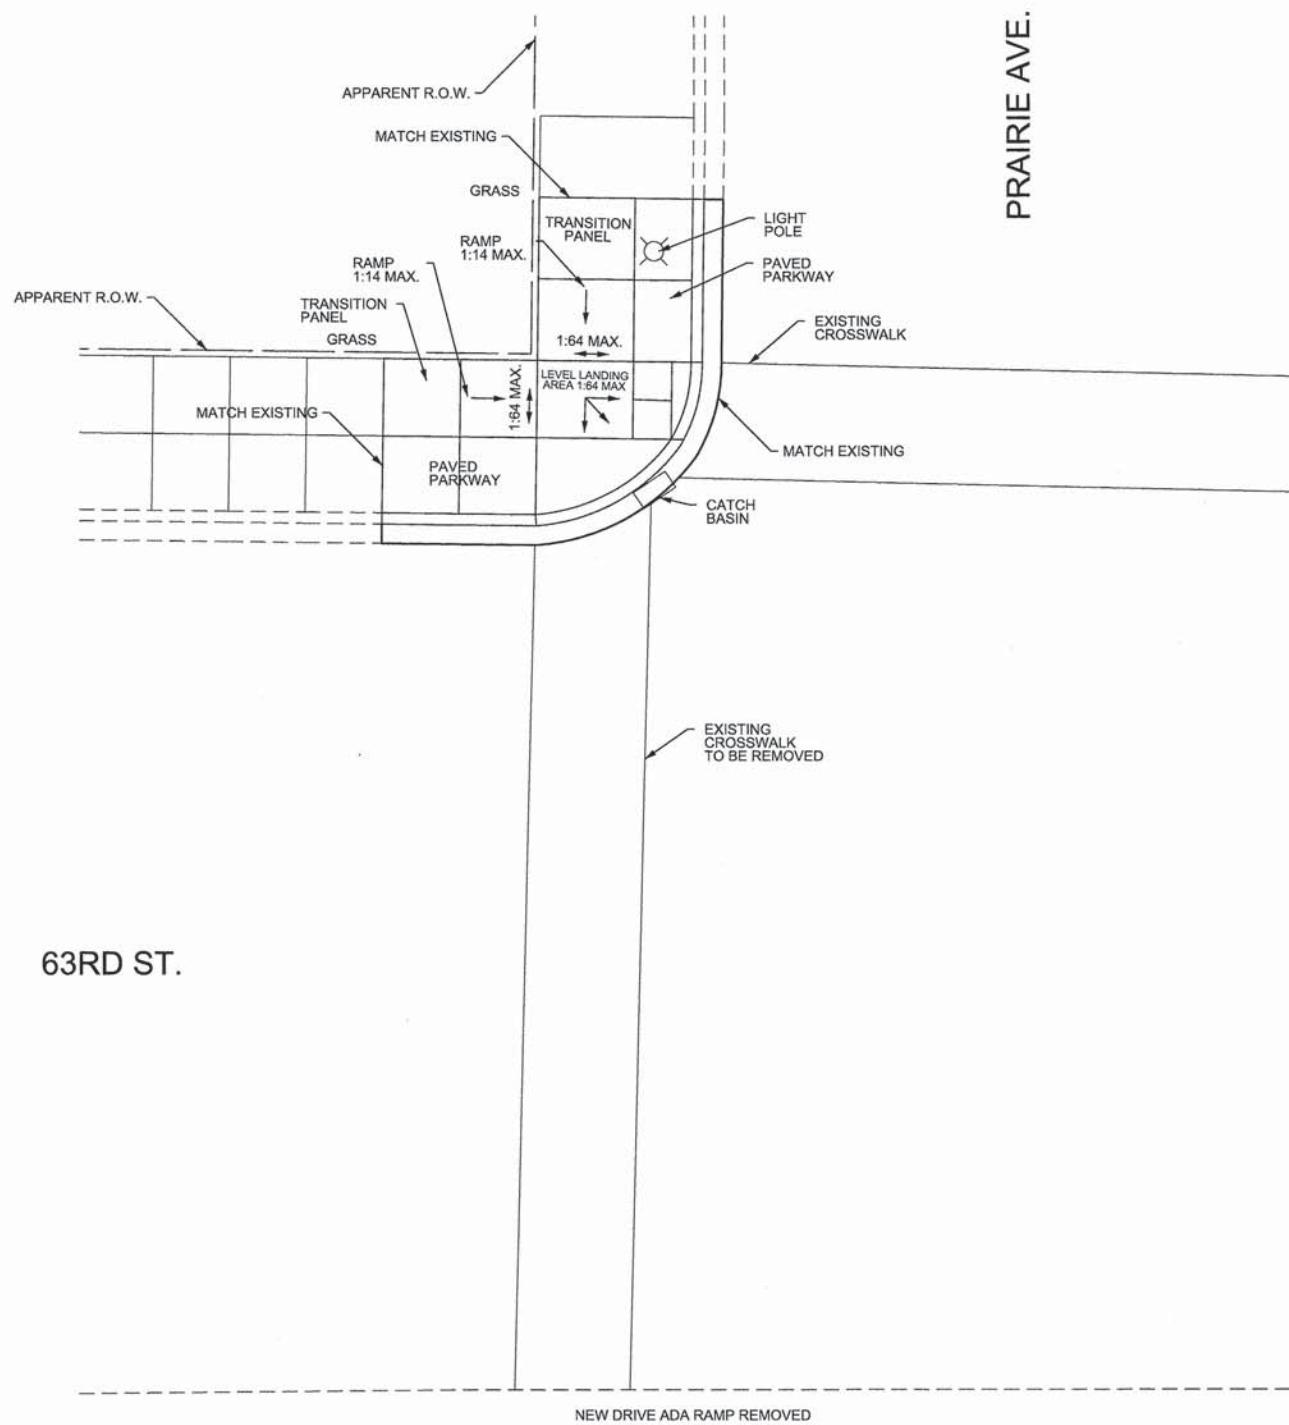 PRAIRIE AVE.
APPARENT R.O.W.
MATCH EXISTING
GRASS
TRANSITION
PANEL
LIGHT
POLE
RAMP
1:14 MAX.
PAVED
PARKWAY
RAMP
1:14 MAX.
APPARENT R.O.W.
TRANSITION
PANEL
GRASS
EXISTING
CROSSWALK
1:64 MAX.
1:64 MAX.
LEVEL LANDING
AREA 1:64 MAX
MATCH EXISTING
MATCH EXISTING
PAVED
PARKWAY
CATCH
BASIN
EXISTING
CROSSWALK
TO BE REMOVED
63RD ST.
NEW DRIVE ADA RAMP REMOVED